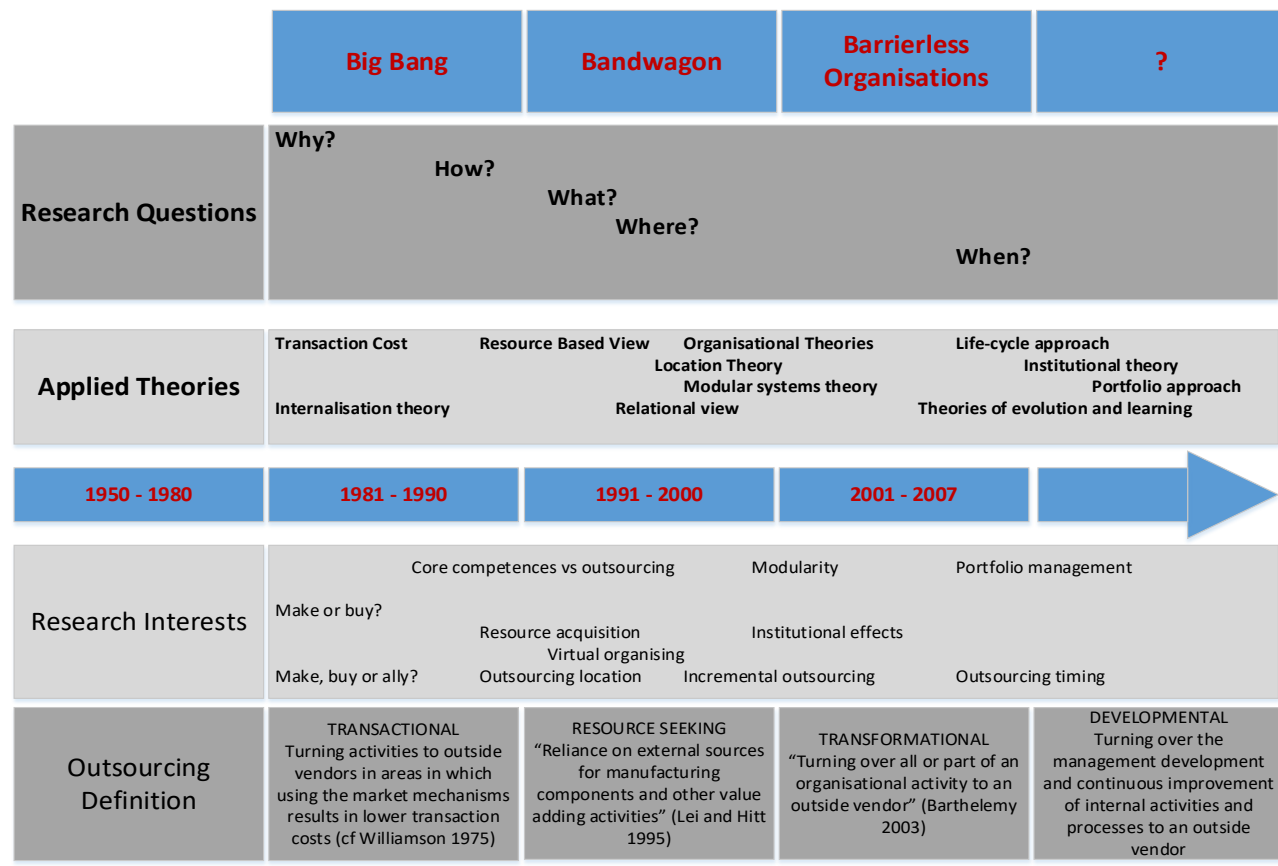 Big Bang
Bandwagon
Barrierless
Organisations
?
Research Questions
Why?
How?
What?
Where?
When?
Applied Theories
Transaction Cost
Resource Based View
Organisational Theories
Life-cycle approach
Location Theory
Institutional theory
Modular systems theory
Portfolio approach
Internalisation theory
Relational view
Theories of evolution and learning
1950 - 1980
1981 - 1990
1991 - 2000
2001 - 2007
Research Interests
Core competences vs outsourcing
Modularity
Portfolio management
Make or buy?
Resource acquisition
Institutional effects
Virtual organising
Make, buy or ally?
Outsourcing location
Incremental outsourcing
Outsourcing timing
Outsourcing
Definition
TRANSACTIONAL
Turning activities to outside
vendors in areas in which
using the market mechanisms
results in lower transaction
costs (cf Williamson 1975)
RESOURCE SEEKING
“Reliance on external sources
for manufacturing
components and other value
adding activities” (Lei and Hitt
1995)
TRANSFORMATIONAL
“Turning over all or part of an
organisational activity to an
outside vendor” (Barthelemy
2003)
DEVELOPMENTAL
Turning over the
management development
and continuous improvement
of internal activities and
processes to an outside
vendor